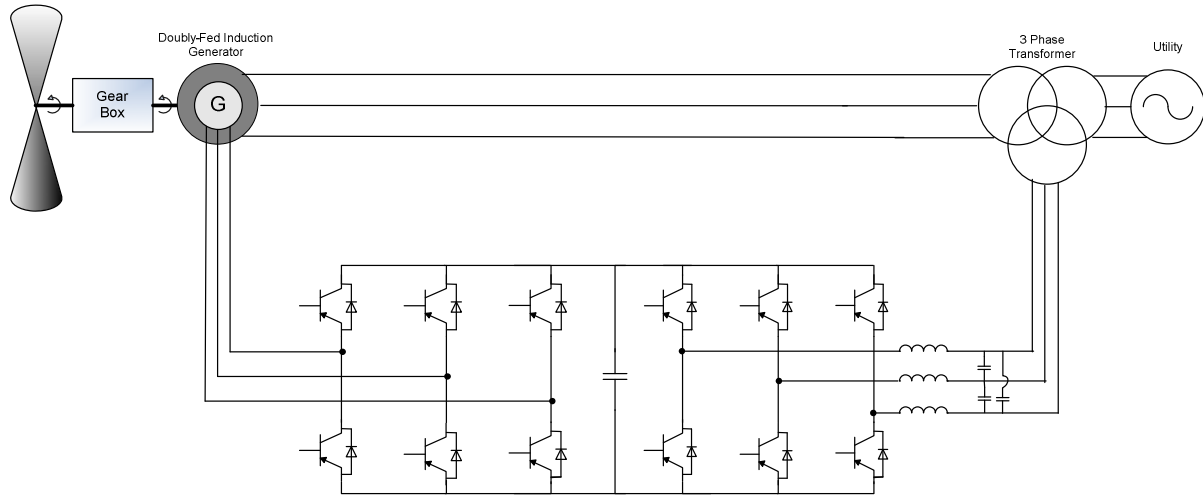 Doubly-Fed Induction
Generator
3 Phase
Transformer
Utility
Gear
Box
G